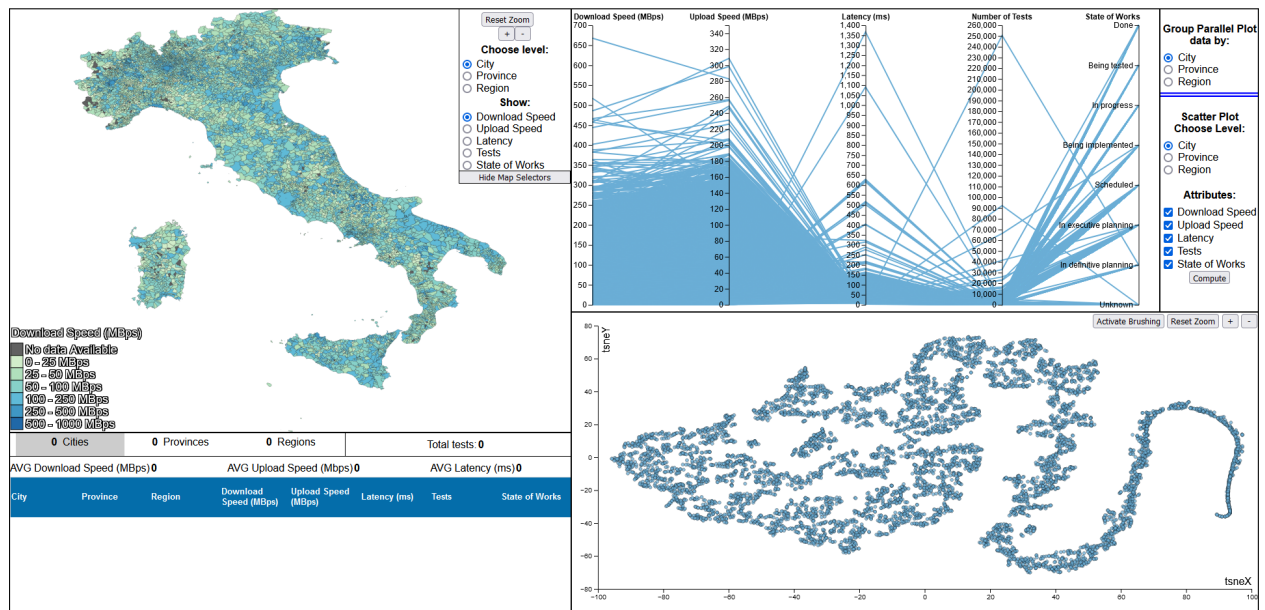 Reset Zoom
+ -
Choose level:
City
Province
Region
Show:
Download Speed
Upload Speed
Latency
Tests
State of Works
Hide Map Selectors
Download Speed (MBps)
No data Available
0 - 25 MBps
25 - 50 MBps
50 - 100 MBps
100 - 250 MBps
250 - 500 MBps
500 - 1000 MBps
0 Cities 0 Provinces 0 Regions Total tests: 0
AVG Download Speed (MBps) 0 AVG Upload Speed (Mbps) 0 AVG Latency (ms) 0
City Province Region Download Speed (MBps) Upload Speed (MBps) Latency (ms) Tests State of Works
Download Speed (MBps)
700
650
600
550
500
450
400
350
300
250
200
150
100
50
0
Upload Speed (MBps)
340
320
300
280
260
240
220
200
180
160
140
120
100
80
60
40
20
0
Latency (ms)
1,400
1,350
1,300
1,250
1,200
1,150
1,100
1,050
1,000
950
900
850
800
750
700
650
600
550
500
450
400
350
300
250
200
150
100
50
0
Number of Tests
260,000
250,000
240,000
230,000
220,000
210,000
200,000
190,000
180,000
170,000
160,000
150,000
140,000
130,000
120,000
110,000
100,000
90,000
80,000
70,000
60,000
50,000
40,000
30,000
20,000
10,000
0
State of Works
Done
Being tested
In progress
Being implemented
Scheduled
In executive planning
In definitive planning
Unknown
Group Parallel Plot
data by:
City
Province
Region
Scatter Plot
Choose Level:
City
Province
Region
Attributes:
Download Speed
Upload Speed
Latency
Tests
State of Works
Compute
Activate Brushing Reset Zoom + -
tsneY
80
60
40
20
0
−20
−40
−60
−80
−100 −80 −60 −40 −20 0 20 40 60 80 100
tsneX